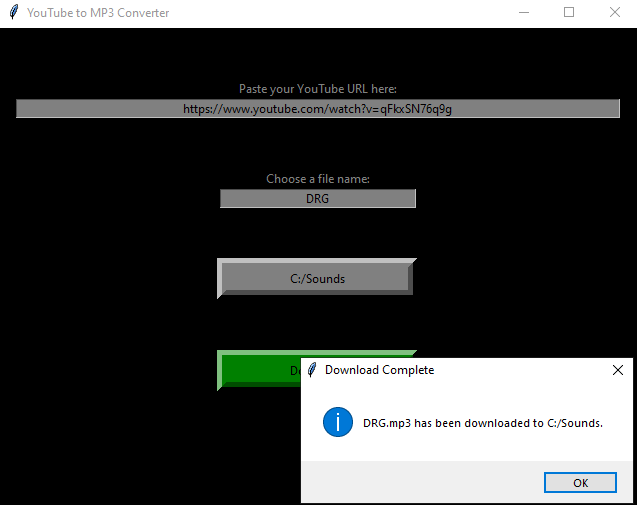 YouTube to MP3 Converter
Paste your YouTube URL here:
https://www.youtube.com/watch?v=qFkxSN76q9g
Choose a file name:
DRG
C:/Sounds
Download Complete
DRG.mp3 has been downloaded to C:/Sounds.
OK